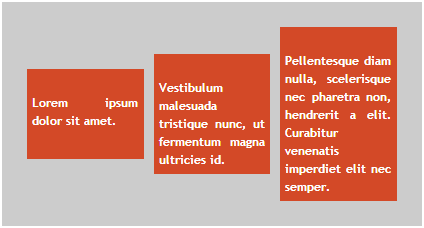 Lorem ipsum
dolor sit amet.
Vestibulum
malesuada
tristique nunc, ut
fermentum magna
ultricies id.
Pellentesque diam
nulla, scelerisque
nec pharetra non,
hendrerit a elit.
Curabitur
venenatis
imperdiet elit nec
semper.